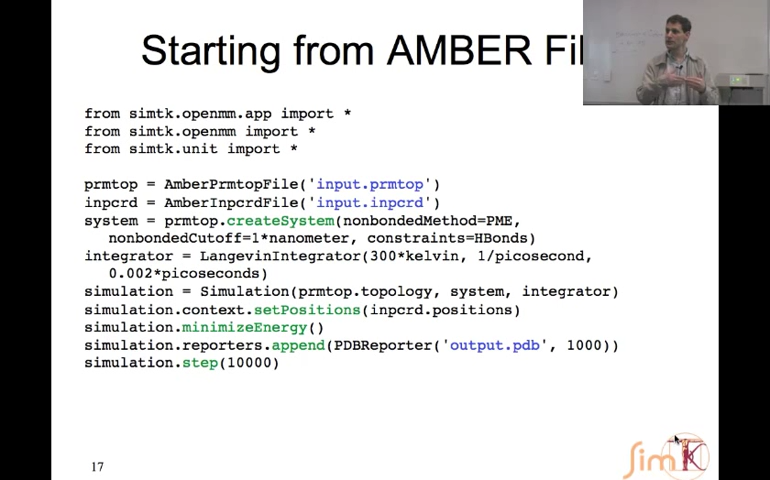 Starting from AMBER Fil
from simtk.openmm.app import *
from simtk.openmm import *
from simtk.unit import *
prmtop = AmberPrmtopFile('input.prmtop')
inpcrd = AmberInpcrdFile('input.inpcrd')
system = prmtop.createSystem(nonbondedMethod=PME,
nonbondedCutoff=1*nanometer, constraints=HBonds)
integrator = LangevinIntegrator(300*kelvin, 1/picosecond,
0.002*picoseconds)
simulation = Simulation(prmtop.topology, system, integrator)
simulation.context.setPositions(inpcrd.positions)
simulation.minimizeEnergy()
simulation.reporters.append(PDBReporter('output.pdb', 1000))
simulation.step(10000)
17
SimTK